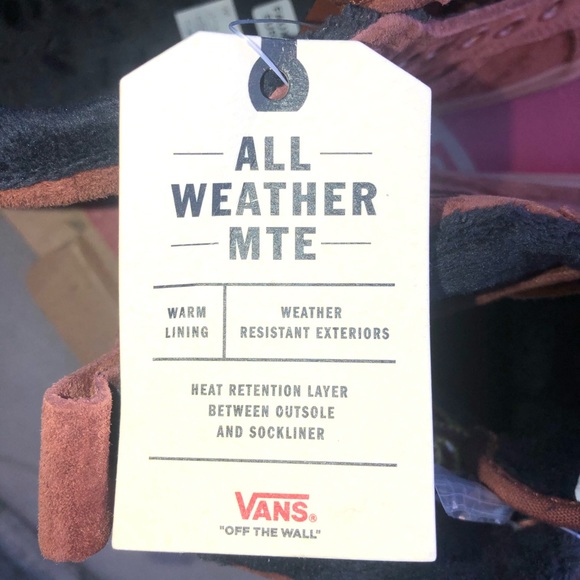 ALL
WEATHER
MTE
WARM
LINING
WEATHER
RESISTANT EXTERIORS
HEAT RETENTION LAYER
BETWEEN OUTSOLE
AND SOCKLINER
VANS®
"OFF THE WALL"